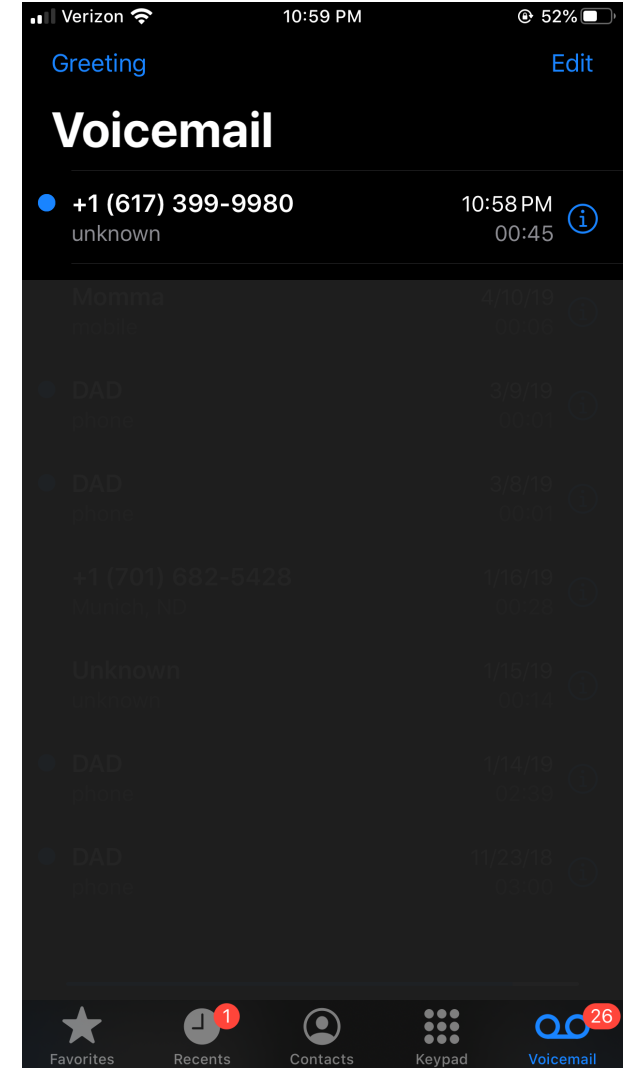 Verizon 10:59 PM 52%
Greeting Edit
Voicemail
+1 (617) 399-9980 10:58 PM
unknown 00:45
Momma 4/10/19
mobile
DAD 3/9/19
phone
DAD 3/8/19
phone
+1 (701) 682-5428 1/16/19
Unknown 1/15/19
unknown
DAD 1/14/19
phone
DAD 11/23/18
phone
1 26
Favorites Recents Contacts Keypad Voicemail